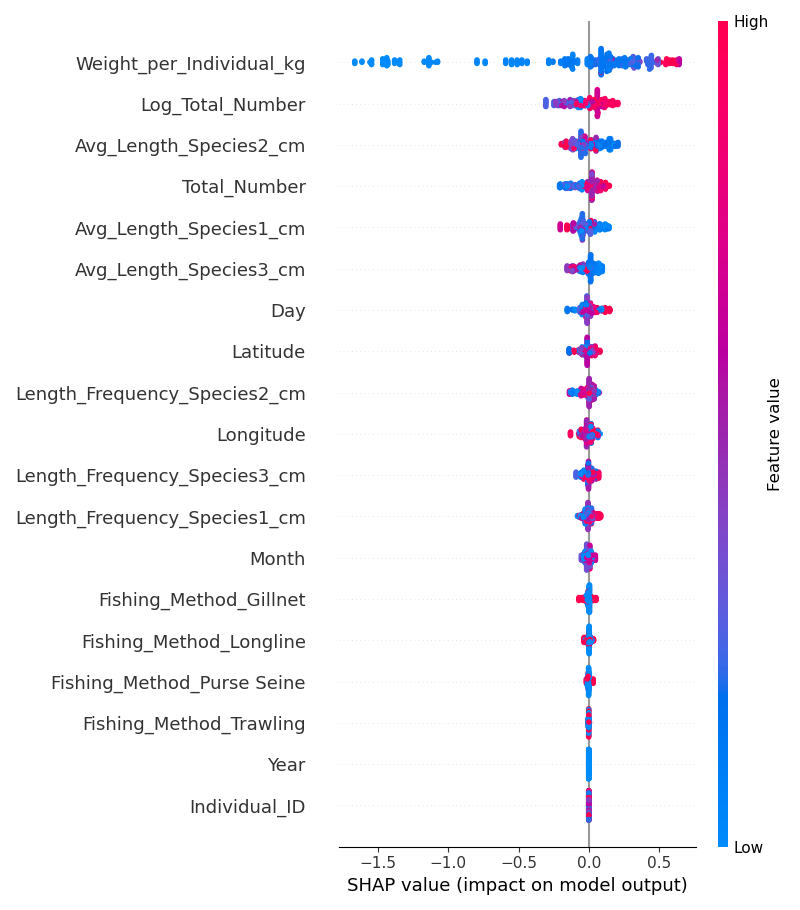 High
Weight_per_Individual_kg
Log_Total_Number
Avg_Length_Species2_cm
Total_Number
Avg_Length_Species1_cm
Avg_Length_Species3_cm
Day
Latitude
Length_Frequency_Species2_cm
Longitude
Length_Frequency_Species3_cm
Length_Frequency_Species1_cm
Month
Fishing_Method_Gillnet
Fishing_Method_Longline
Fishing_Method_Purse Seine
Fishing_Method_Trawling
Year
Individual_ID
Feature value
Low
−1.5 −1.0 −0.5 0.0 0.5
SHAP value (impact on model output)